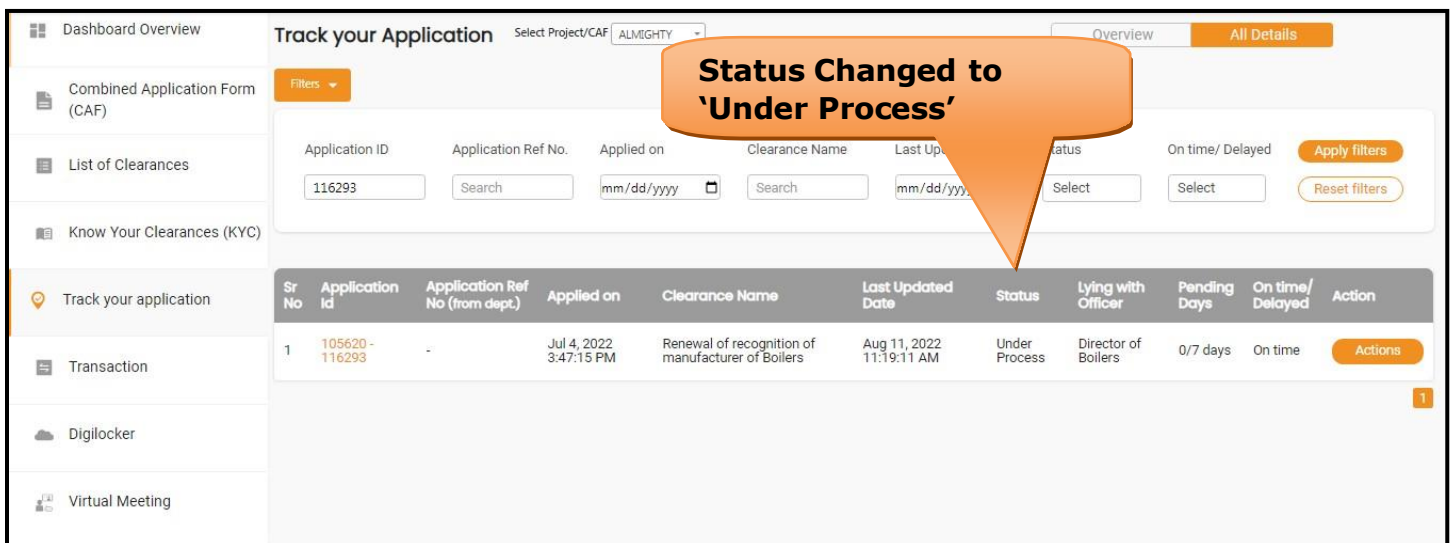 Dashboard Overview
Combined Application Form
(CAF)
List of Clearances
Know Your Clearances (KYC)
Track your application
Transaction
Digilocker
Virtual Meeting
Track your Application Select Project/CAF ALMIGHTY Overview All Details
Status Changed to
‘Under Process’
Filters
Application ID Application Ref No. Applied on Clearance Name Last Up tatus On time/ Delayed Apply filters
116293 Search mm/dd/yyyy Search mm/dd/yyy Select Select Reset filters
Sr No Application Id Application Ref No (from dept.) Applied on Clearance Name Last Updated Date Status Lying with Officer Pending Days On time/ Delayed Action
1 105620 - 116293 - Jul 4, 2022 3:47:15 PM Renewal of recognition of manufacturer of Boilers Aug 11, 2022 11:19:11 AM Under Process Director of Boilers 0/7 days On time Actions
1